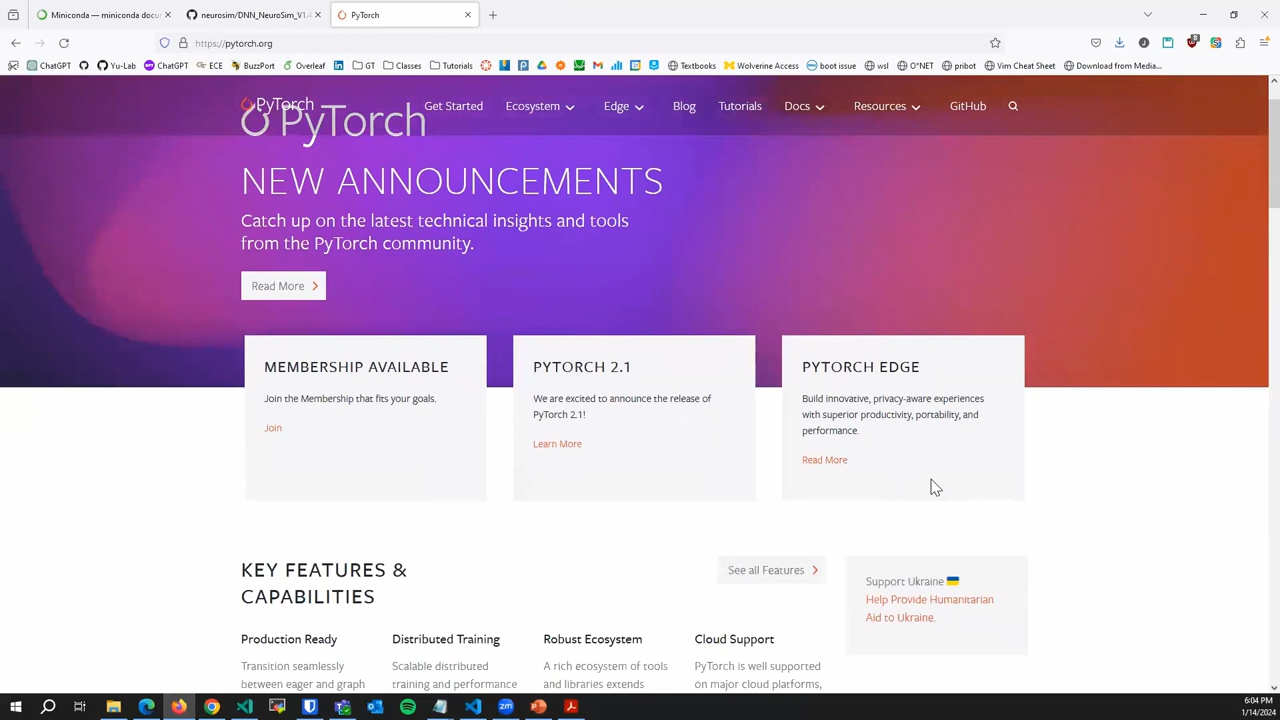 Miniconda — miniconda docu
neurosim/DNN_NeuroSim_V1.4
PyTorch
https://pytorch.org
ChatGPT
Yu-Lab
ChatGPT
ECE
BuzzPort
Overleaf
GT
Classes
Tutorials
Textbooks
Wolverine Access
boot issue
wsl
O*NET
pribot
Vim Cheat Sheet
Download from Media...
PyTorch
Get Started
Ecosystem
Edge
Blog
Tutorials
Docs
Resources
GitHub
PyTorch
NEW ANNOUNCEMENTS
Catch up on the latest technical insights and tools
from the PyTorch community.
Read More
MEMBERSHIP AVAILABLE
Join the Membership that fits your goals.
Join
PYTORCH 2.1
We are excited to announce the release of
PyTorch 2.1!
Learn More
PYTORCH EDGE
Build innovative, privacy-aware experiences
with superior productivity, portability, and
performance.
Read More
KEY FEATURES &
CAPABILITIES
See all Features
Support Ukraine
Help Provide Humanitarian
Aid to Ukraine.
Production Ready
Transition seamlessly
between eager and graph
Distributed Training
Scalable distributed
training and performance
Robust Ecosystem
A rich ecosystem of tools
and libraries extends
Cloud Support
PyTorch is well supported
on major cloud platforms,
6:04 PM
1/14/2024